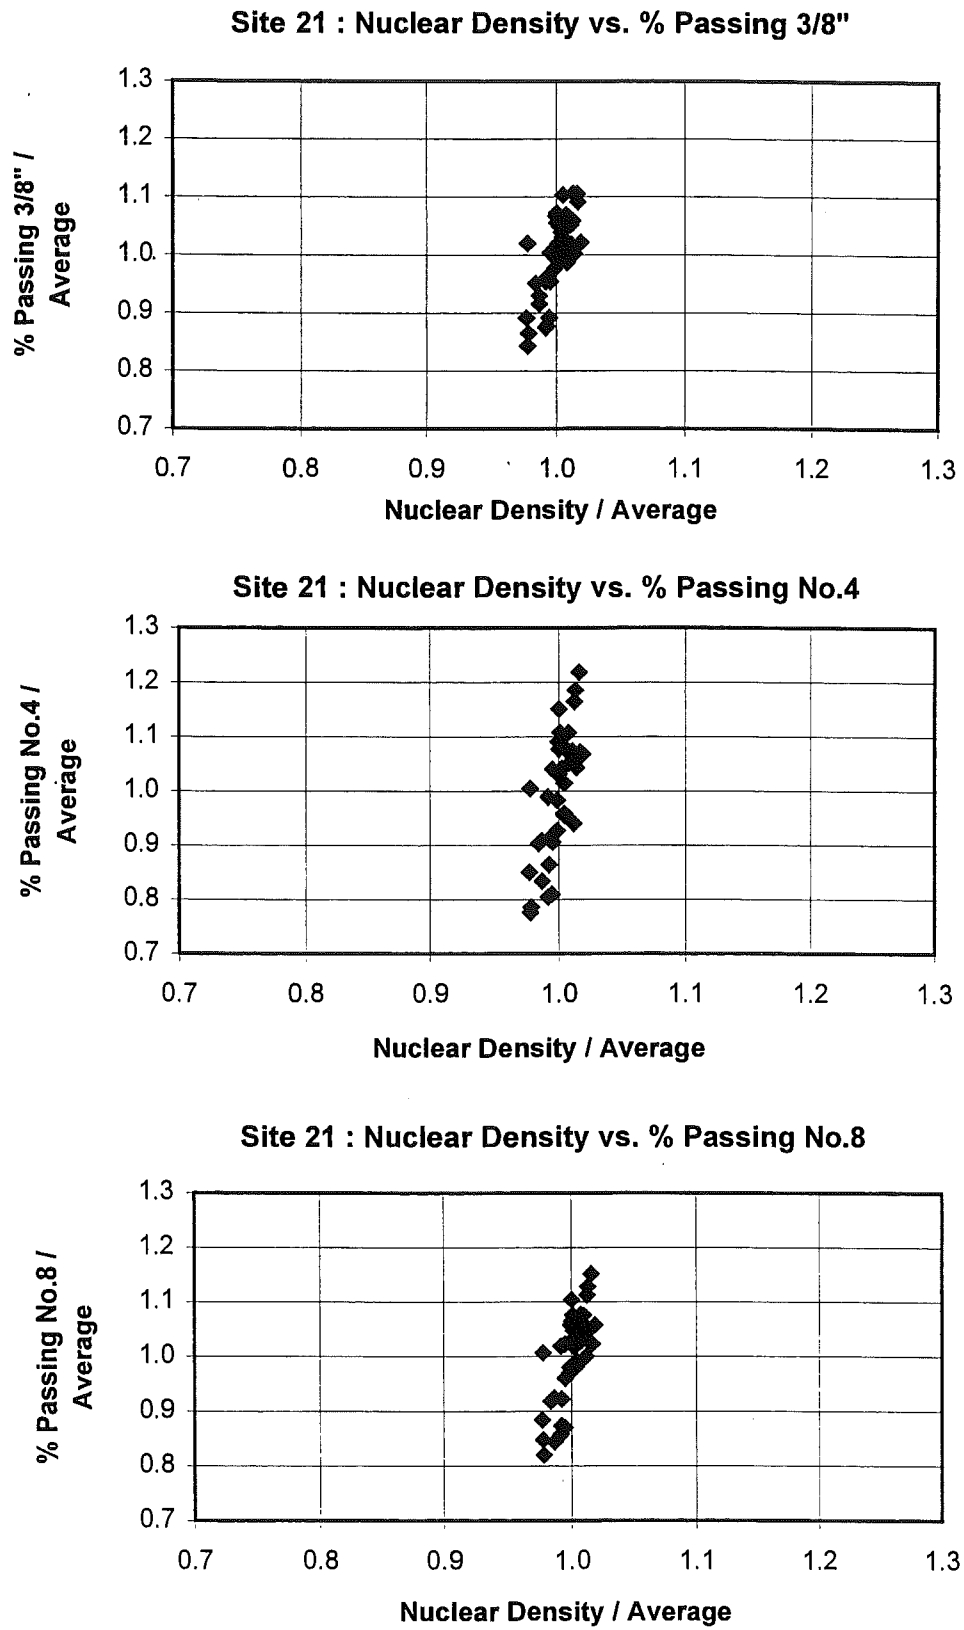 Site 21 : Nuclear Density vs. % Passing 3/8"
% Passing 3/8" /
Average
1.3
1.2
1.1
1.0
0.9
0.8
0.7
0.7 0.8 0.9 1.0 1.1 1.2 1.3
Nuclear Density / Average
Site 21 : Nuclear Density vs. % Passing No.4
% Passing No.4 /
Average
1.3
1.2
1.1
1.0
0.9
0.8
0.7
0.7 0.8 0.9 1.0 1.1 1.2 1.3
Nuclear Density / Average
Site 21 : Nuclear Density vs. % Passing No.8
% Passing No.8 /
Average
1.3
1.2
1.1
1.0
0.9
0.8
0.7
0.7 0.8 0.9 1.0 1.1 1.2 1.3
Nuclear Density / Average